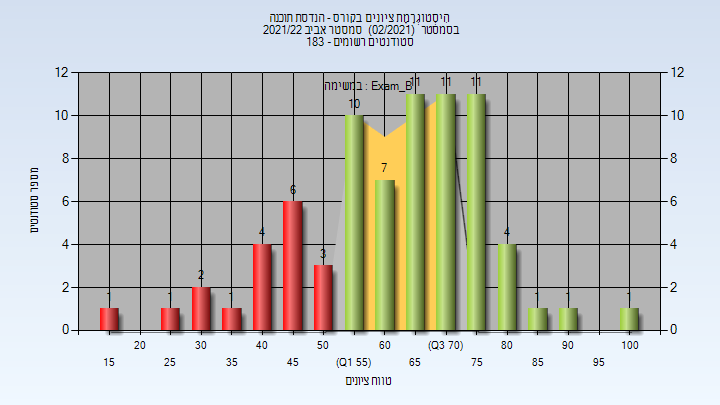 היסטוגרמת ציונים בקורס - הנדסת תוכנה
בסמסטר (02/2021) סמסטר אביב 2021/22
סטודנטים רשומים - 183
במשימה : Exam_B
מספר סטודנטים
12 10 8 6 4 2 0
1 1 2 1 4 6 3 10 7 11 11 11 4 1 1 1
12 10 8 6 4 2 0
20 30 40 50 60 (Q3 70) 80 90 100
15 25 35 45 (Q1 55) 65 75 85 95
טווח ציונים